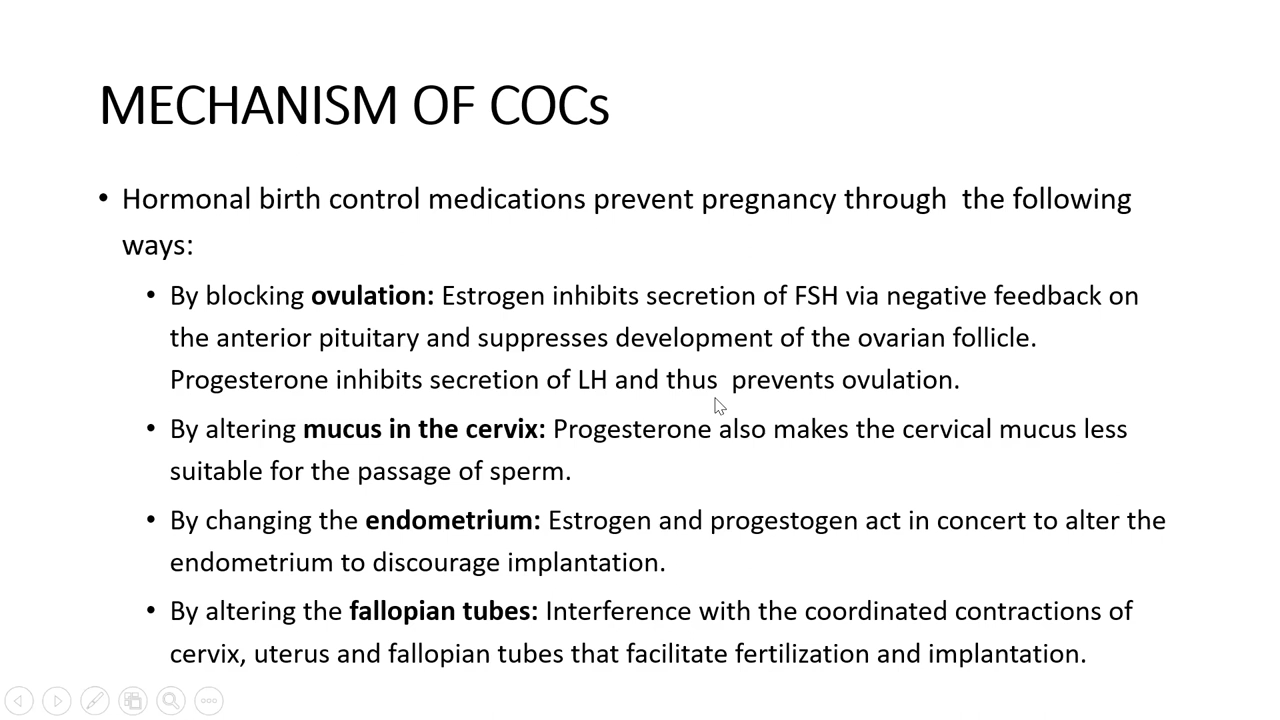 MECHANISM OF COCs
• Hormonal birth control medications prevent pregnancy through  the following
ways:
• By blocking ovulation: Estrogen inhibits secretion of FSH via negative feedback on
the anterior pituitary and suppresses development of the ovarian follicle.
Progesterone inhibits secretion of LH and thus  prevents ovulation.
• By altering mucus in the cervix: Progesterone also makes the cervical mucus less
suitable for the passage of sperm.
• By changing the endometrium: Estrogen and progestogen act in concert to alter the
endometrium to discourage implantation.
• By altering the fallopian tubes: Interference with the coordinated contractions of
cervix, uterus and fallopian tubes that facilitate fertilization and implantation.